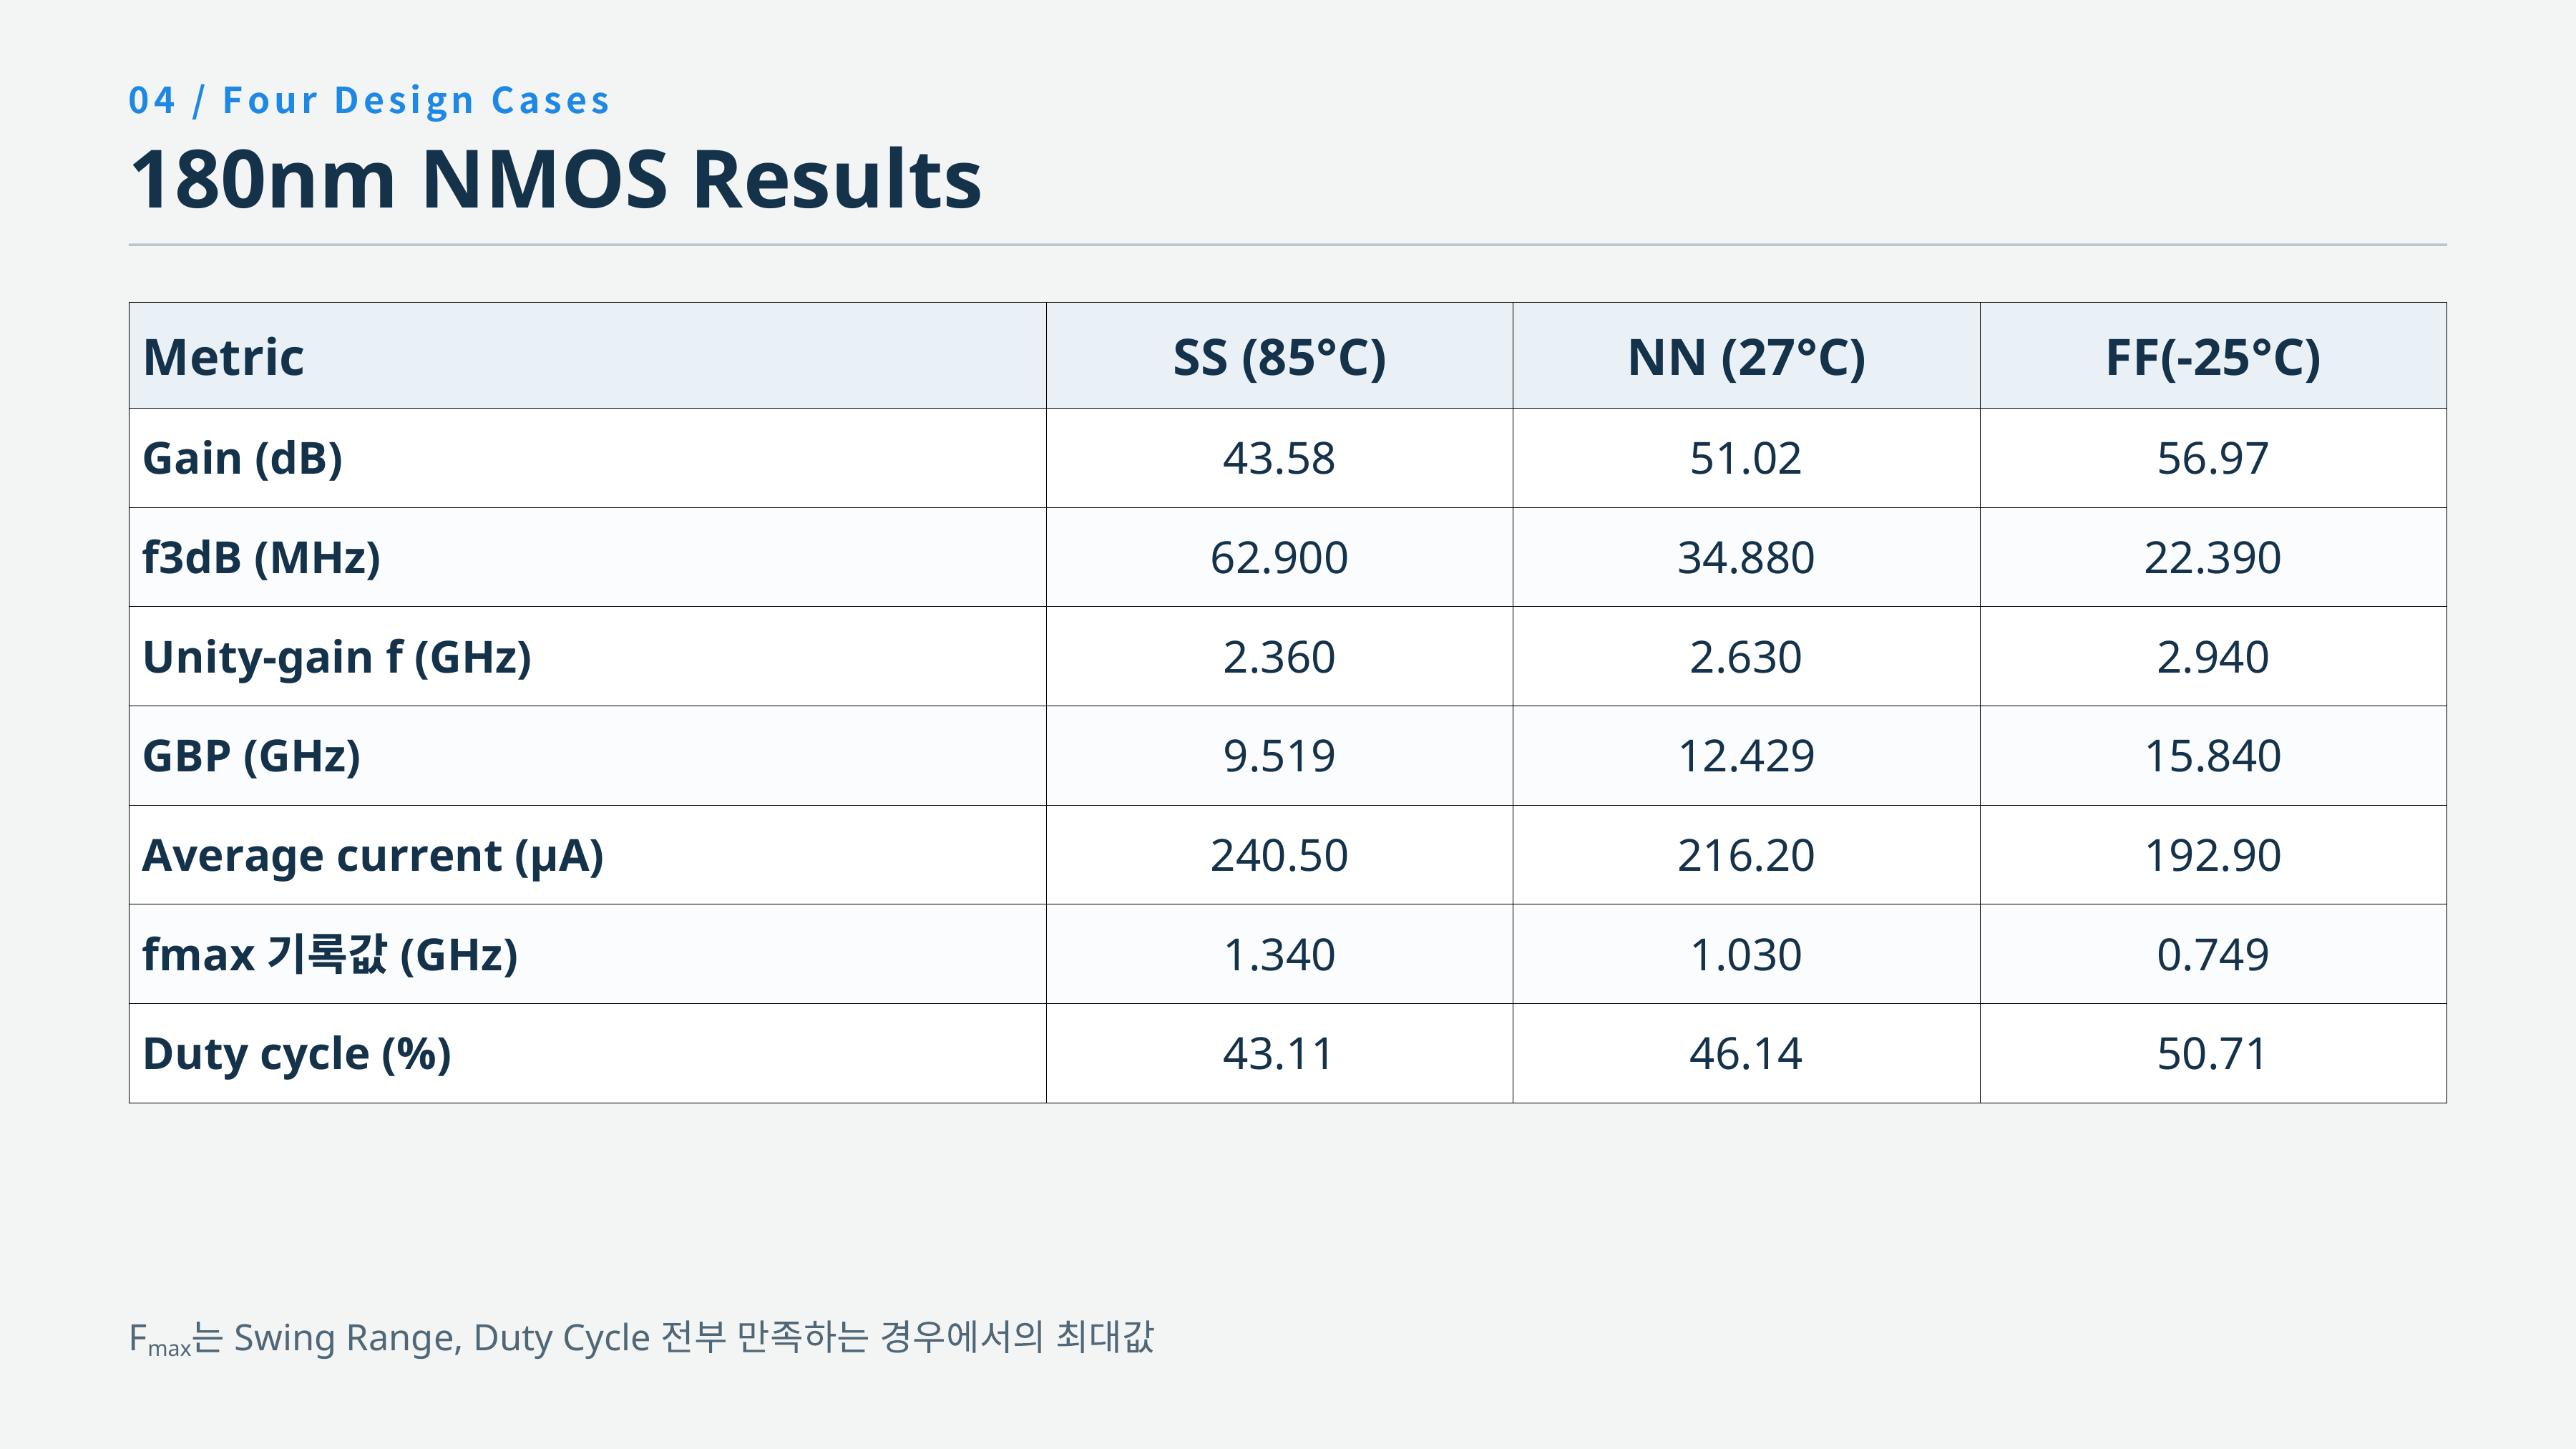 04 / Four Design Cases
180nm NMOS Results
Metric SS (85°C) NN (27°C) FF(-25°C)
Gain (dB) 43.58 51.02 56.97
f3dB (MHz) 62.900 34.880 22.390
Unity-gain f (GHz) 2.360 2.630 2.940
GBP (GHz) 9.519 12.429 15.840
Average current (μA) 240.50 216.20 192.90
fmax 기록값 (GHz) 1.340 1.030 0.749
Duty cycle (%) 43.11 46.14 50.71
Fmax는 Swing Range, Duty Cycle 전부 만족하는 경우에서의 최대값